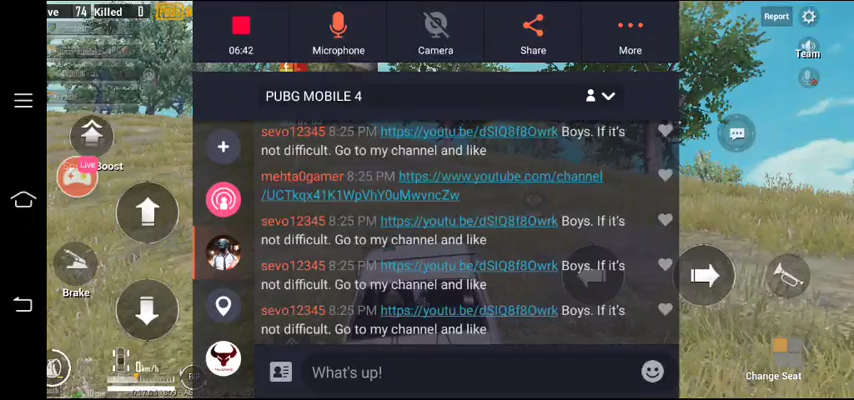 ve 74 Killed 0
06:42
Microphone
Camera
Share
More
Report
Team
PUBG MOBILE 4
sevo12345 8:25 PM https://youtu.be/dSIQ8f8Owrk Boys. If it's
not difficult. Go to my channel and like
mehta0gamer 8:25 PM https://www.youtube.com/channel
/UCTkqx41K1WpVhY0uMwvncZw
sevo12345 8:25 PM https://youtu.be/dSIQ8f8Owrk Boys. If it's
not difficult. Go to my channel and like
sevo12345 8:25 PM https://youtu.be/dSIQ8f8Owrk Boys. If it's
not difficult. Go to my channel and like
sevo12345 8:25 PM https://youtu.be/dSIQ8f8Owrk Boys. If it's
not difficult. Go to my channel and like
What's up!
Live
Boost
Brake
0km/h
Change Seat